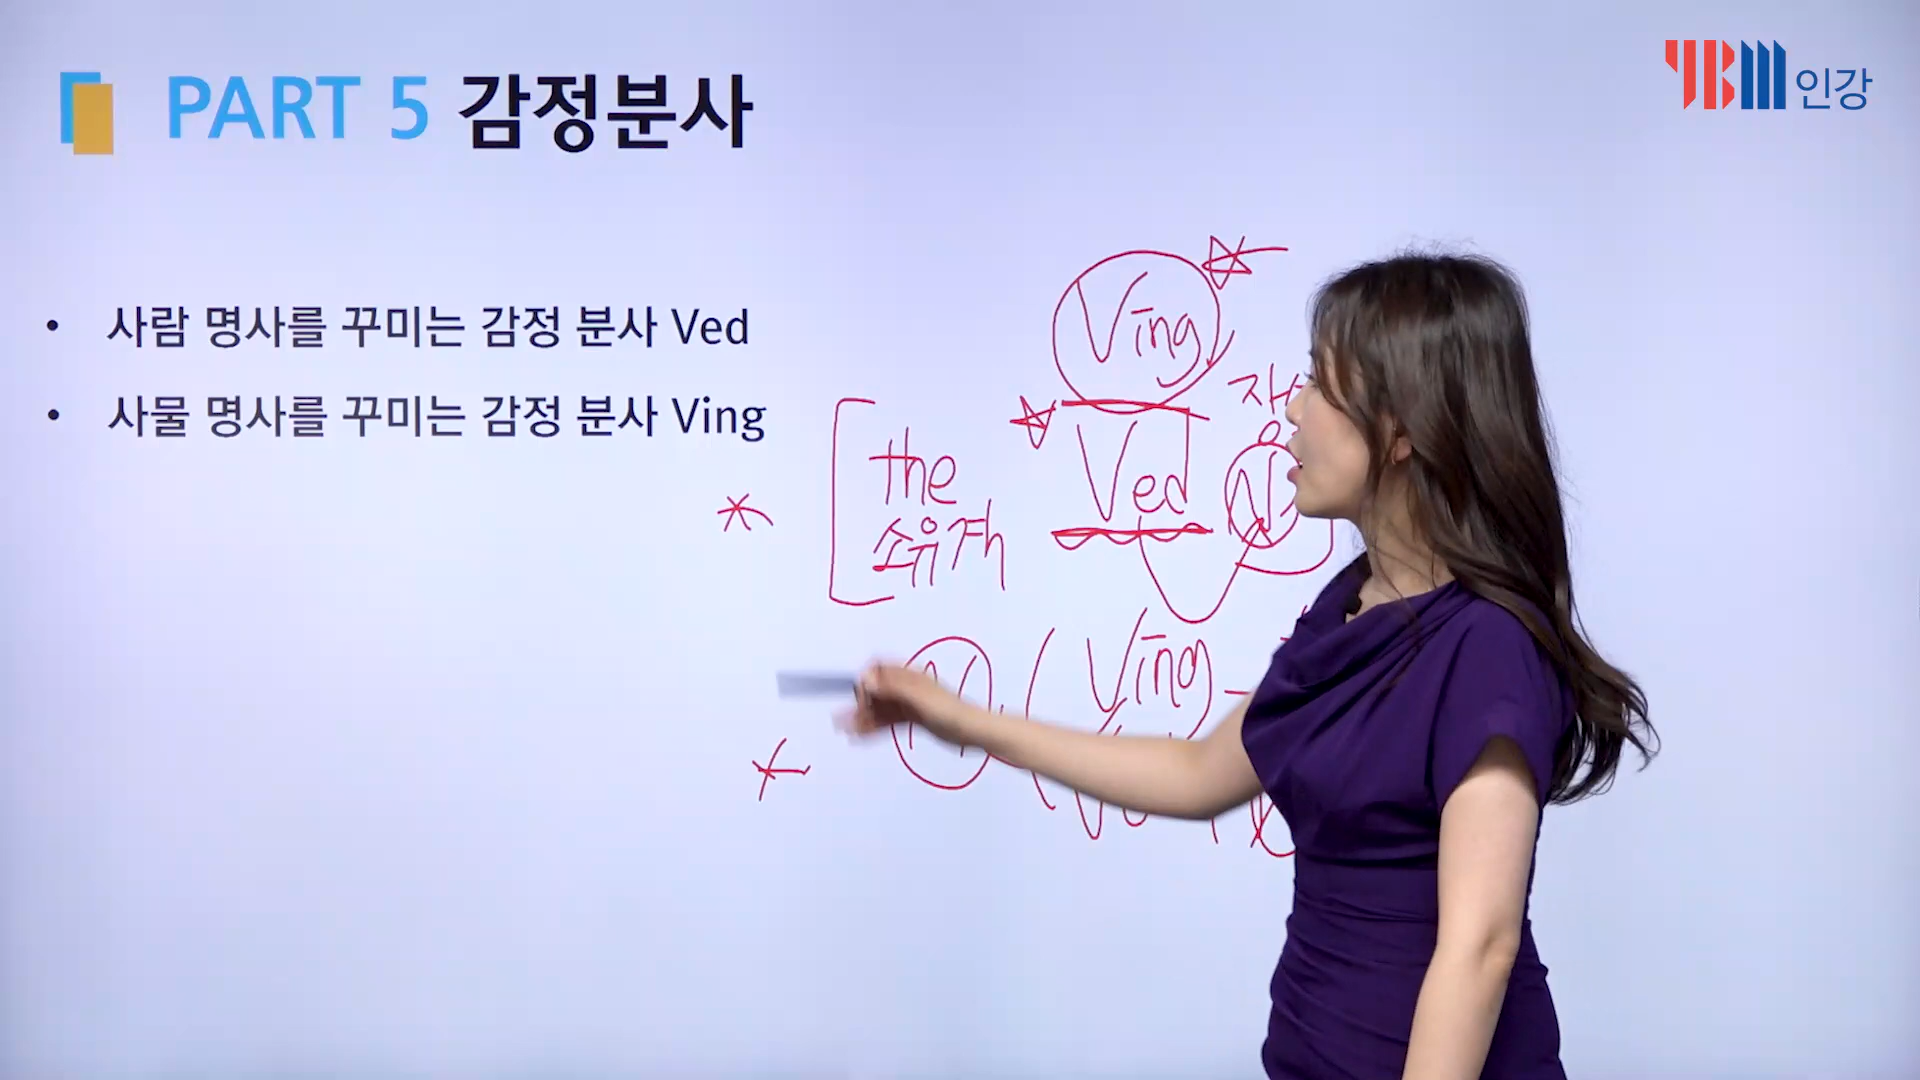 YBM 인강
PART 5 감정분사
• 사람 명사를 꾸미는 감정 분사 Ved
• 사물 명사를 꾸미는 감정 분사 Ving
Ving
the
Ved
N
소유격
N
Ving